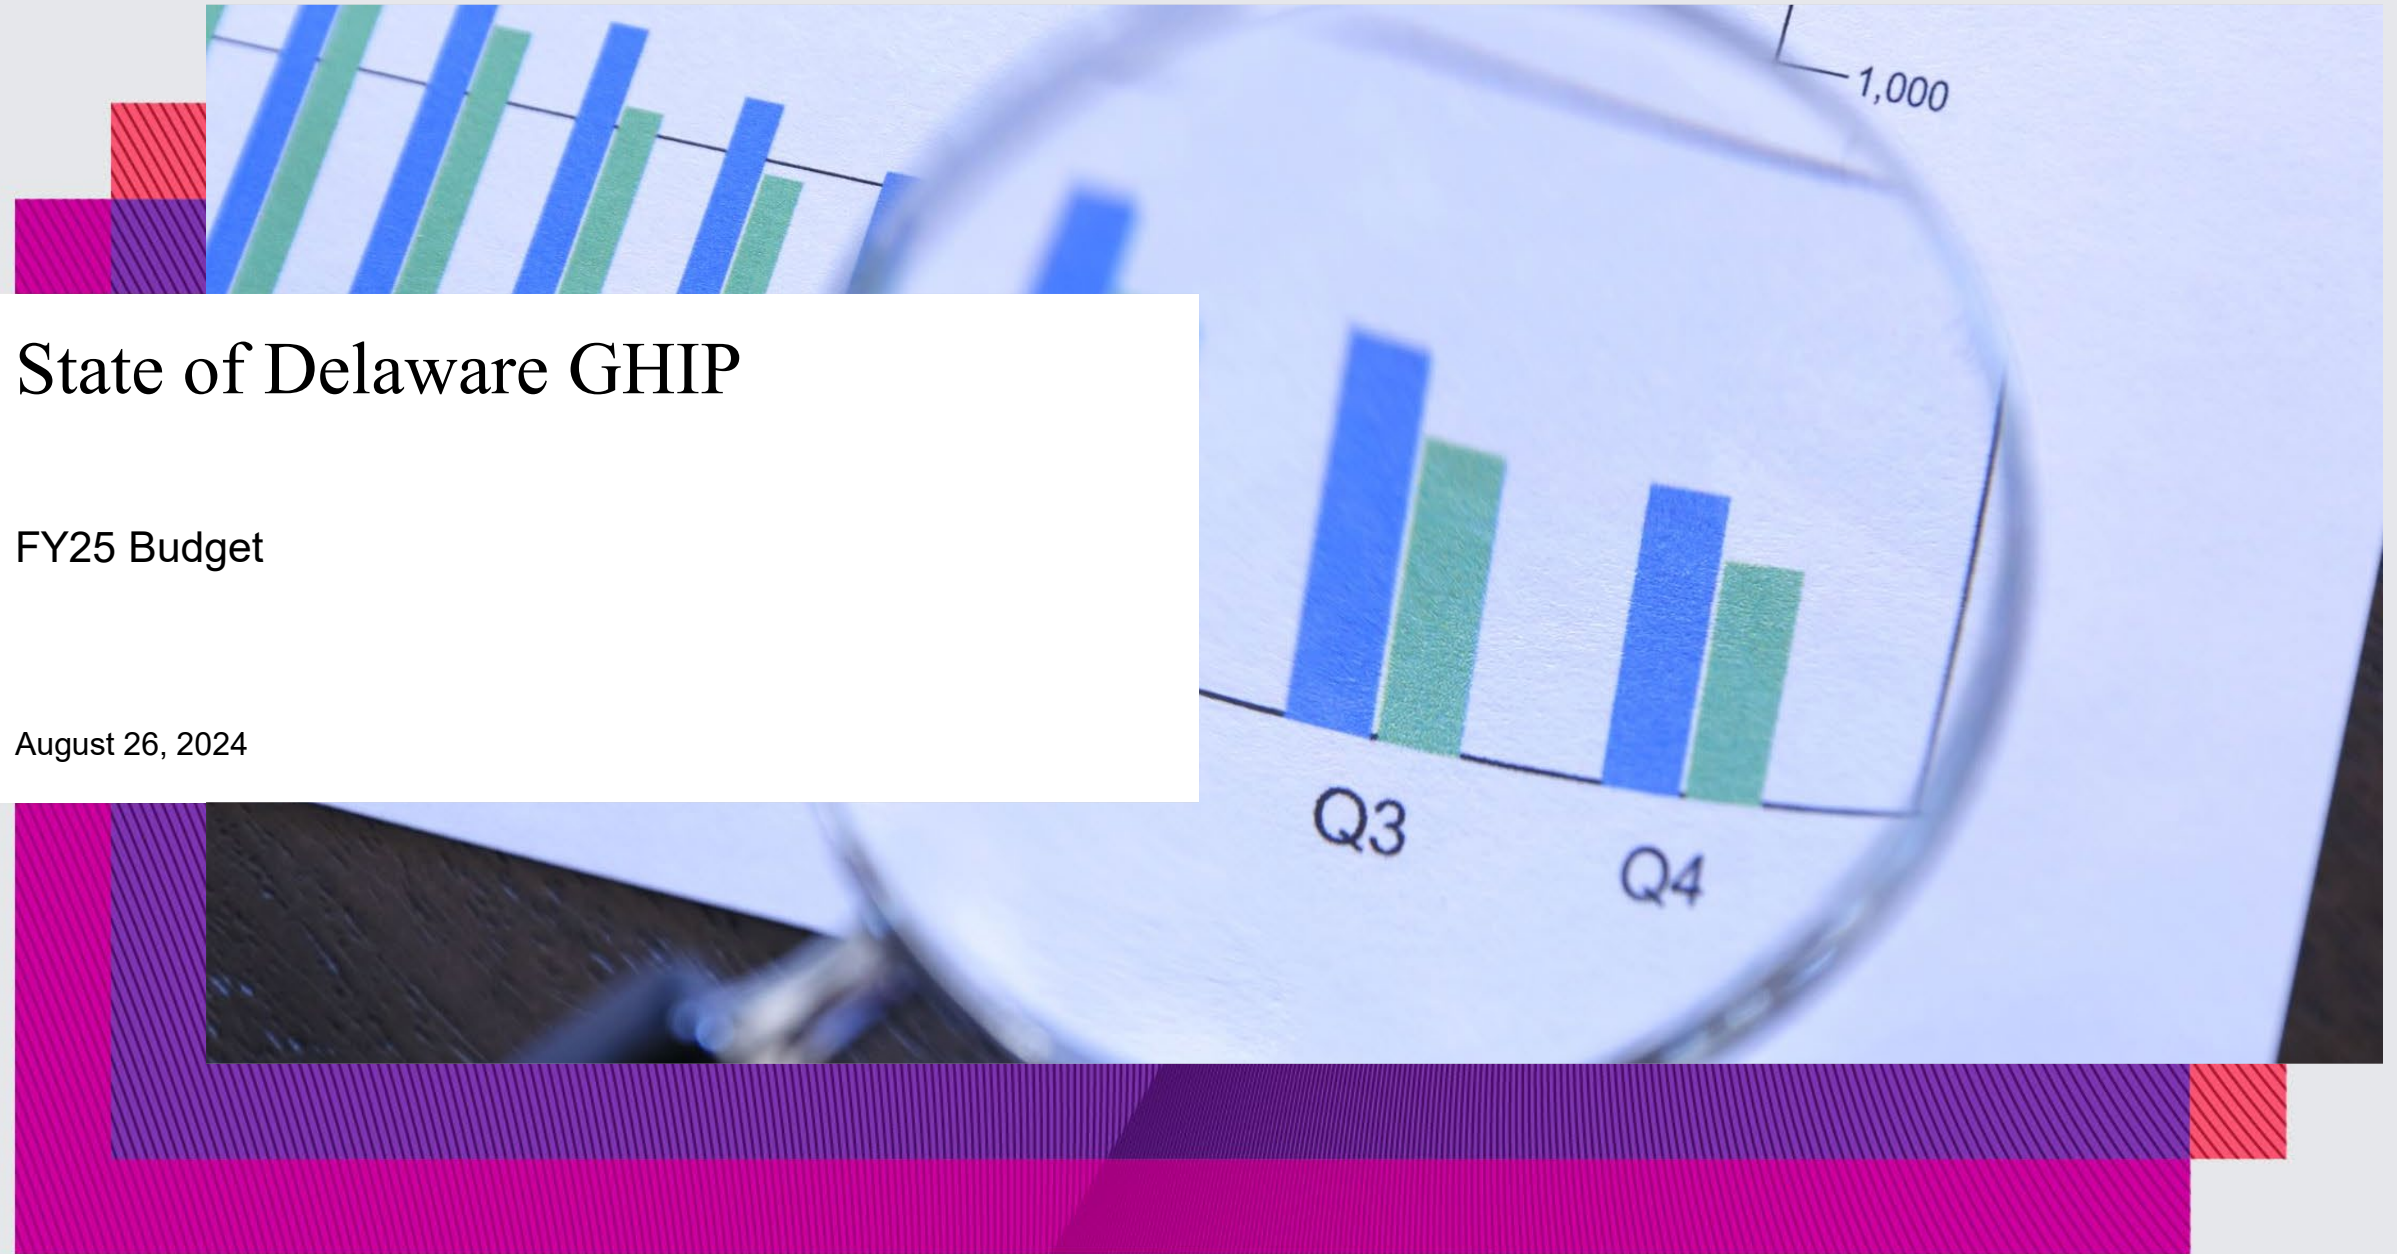 1,000
State of Delaware GHIP
FY25 Budget
August 26, 2024
Q3
Q4